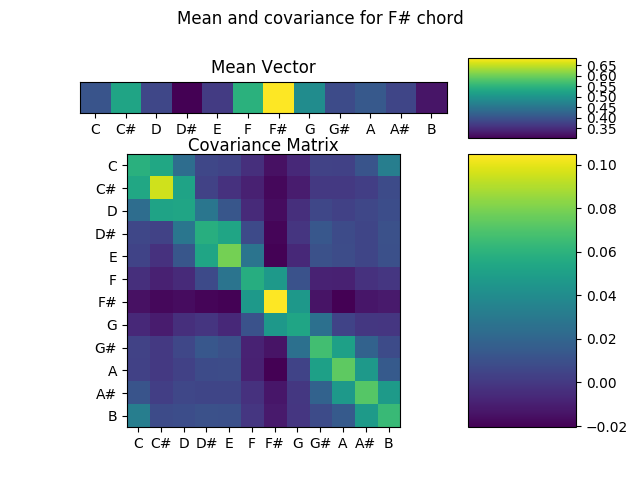 Mean and covariance for F# chord
Mean Vector
C C# D D# E F F# G G# A A# B
0.65
0.60
0.55
0.50
0.45
0.40
0.35
Covariance Matrix
C
C#
D
D#
E
F
F#
G
G#
A
A#
B
C C# D D# E F F# G G# A A# B
0.10
0.08
0.06
0.04
0.02
0.00
−0.02